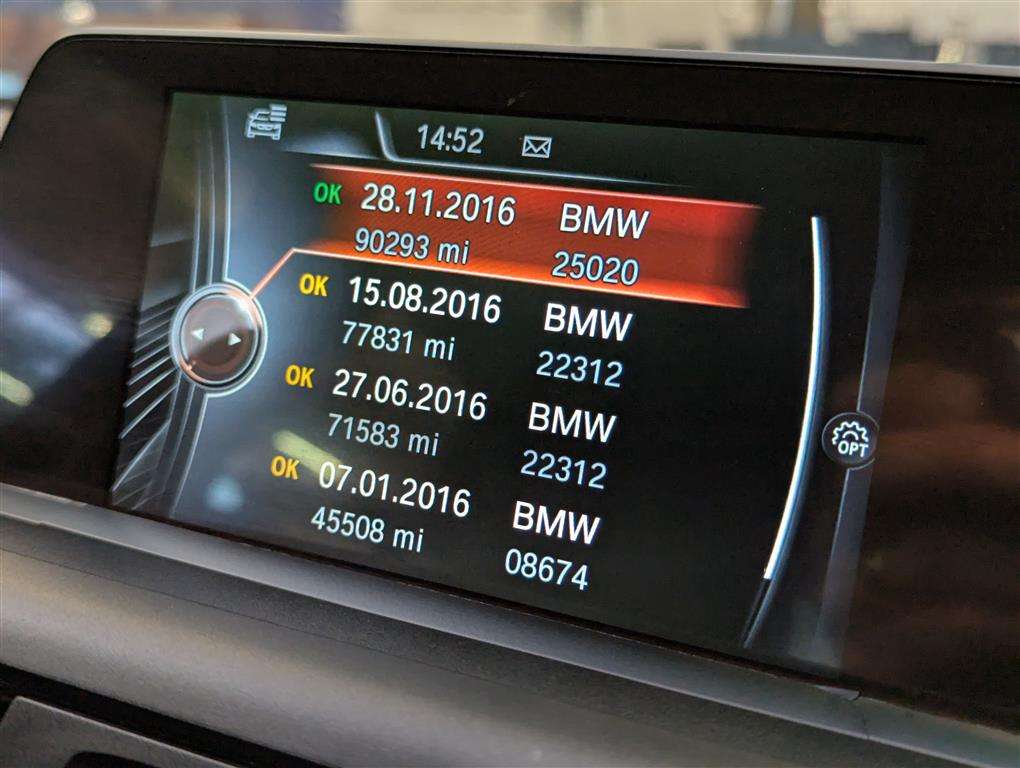 14:52
OK 28.11.2016 BMW
90293 mi 25020
OK 15.08.2016 BMW
77831 mi 22312
OK 27.06.2016 BMW
71583 mi 22312
OK 07.01.2016 BMW
45508 mi 08674
OPT